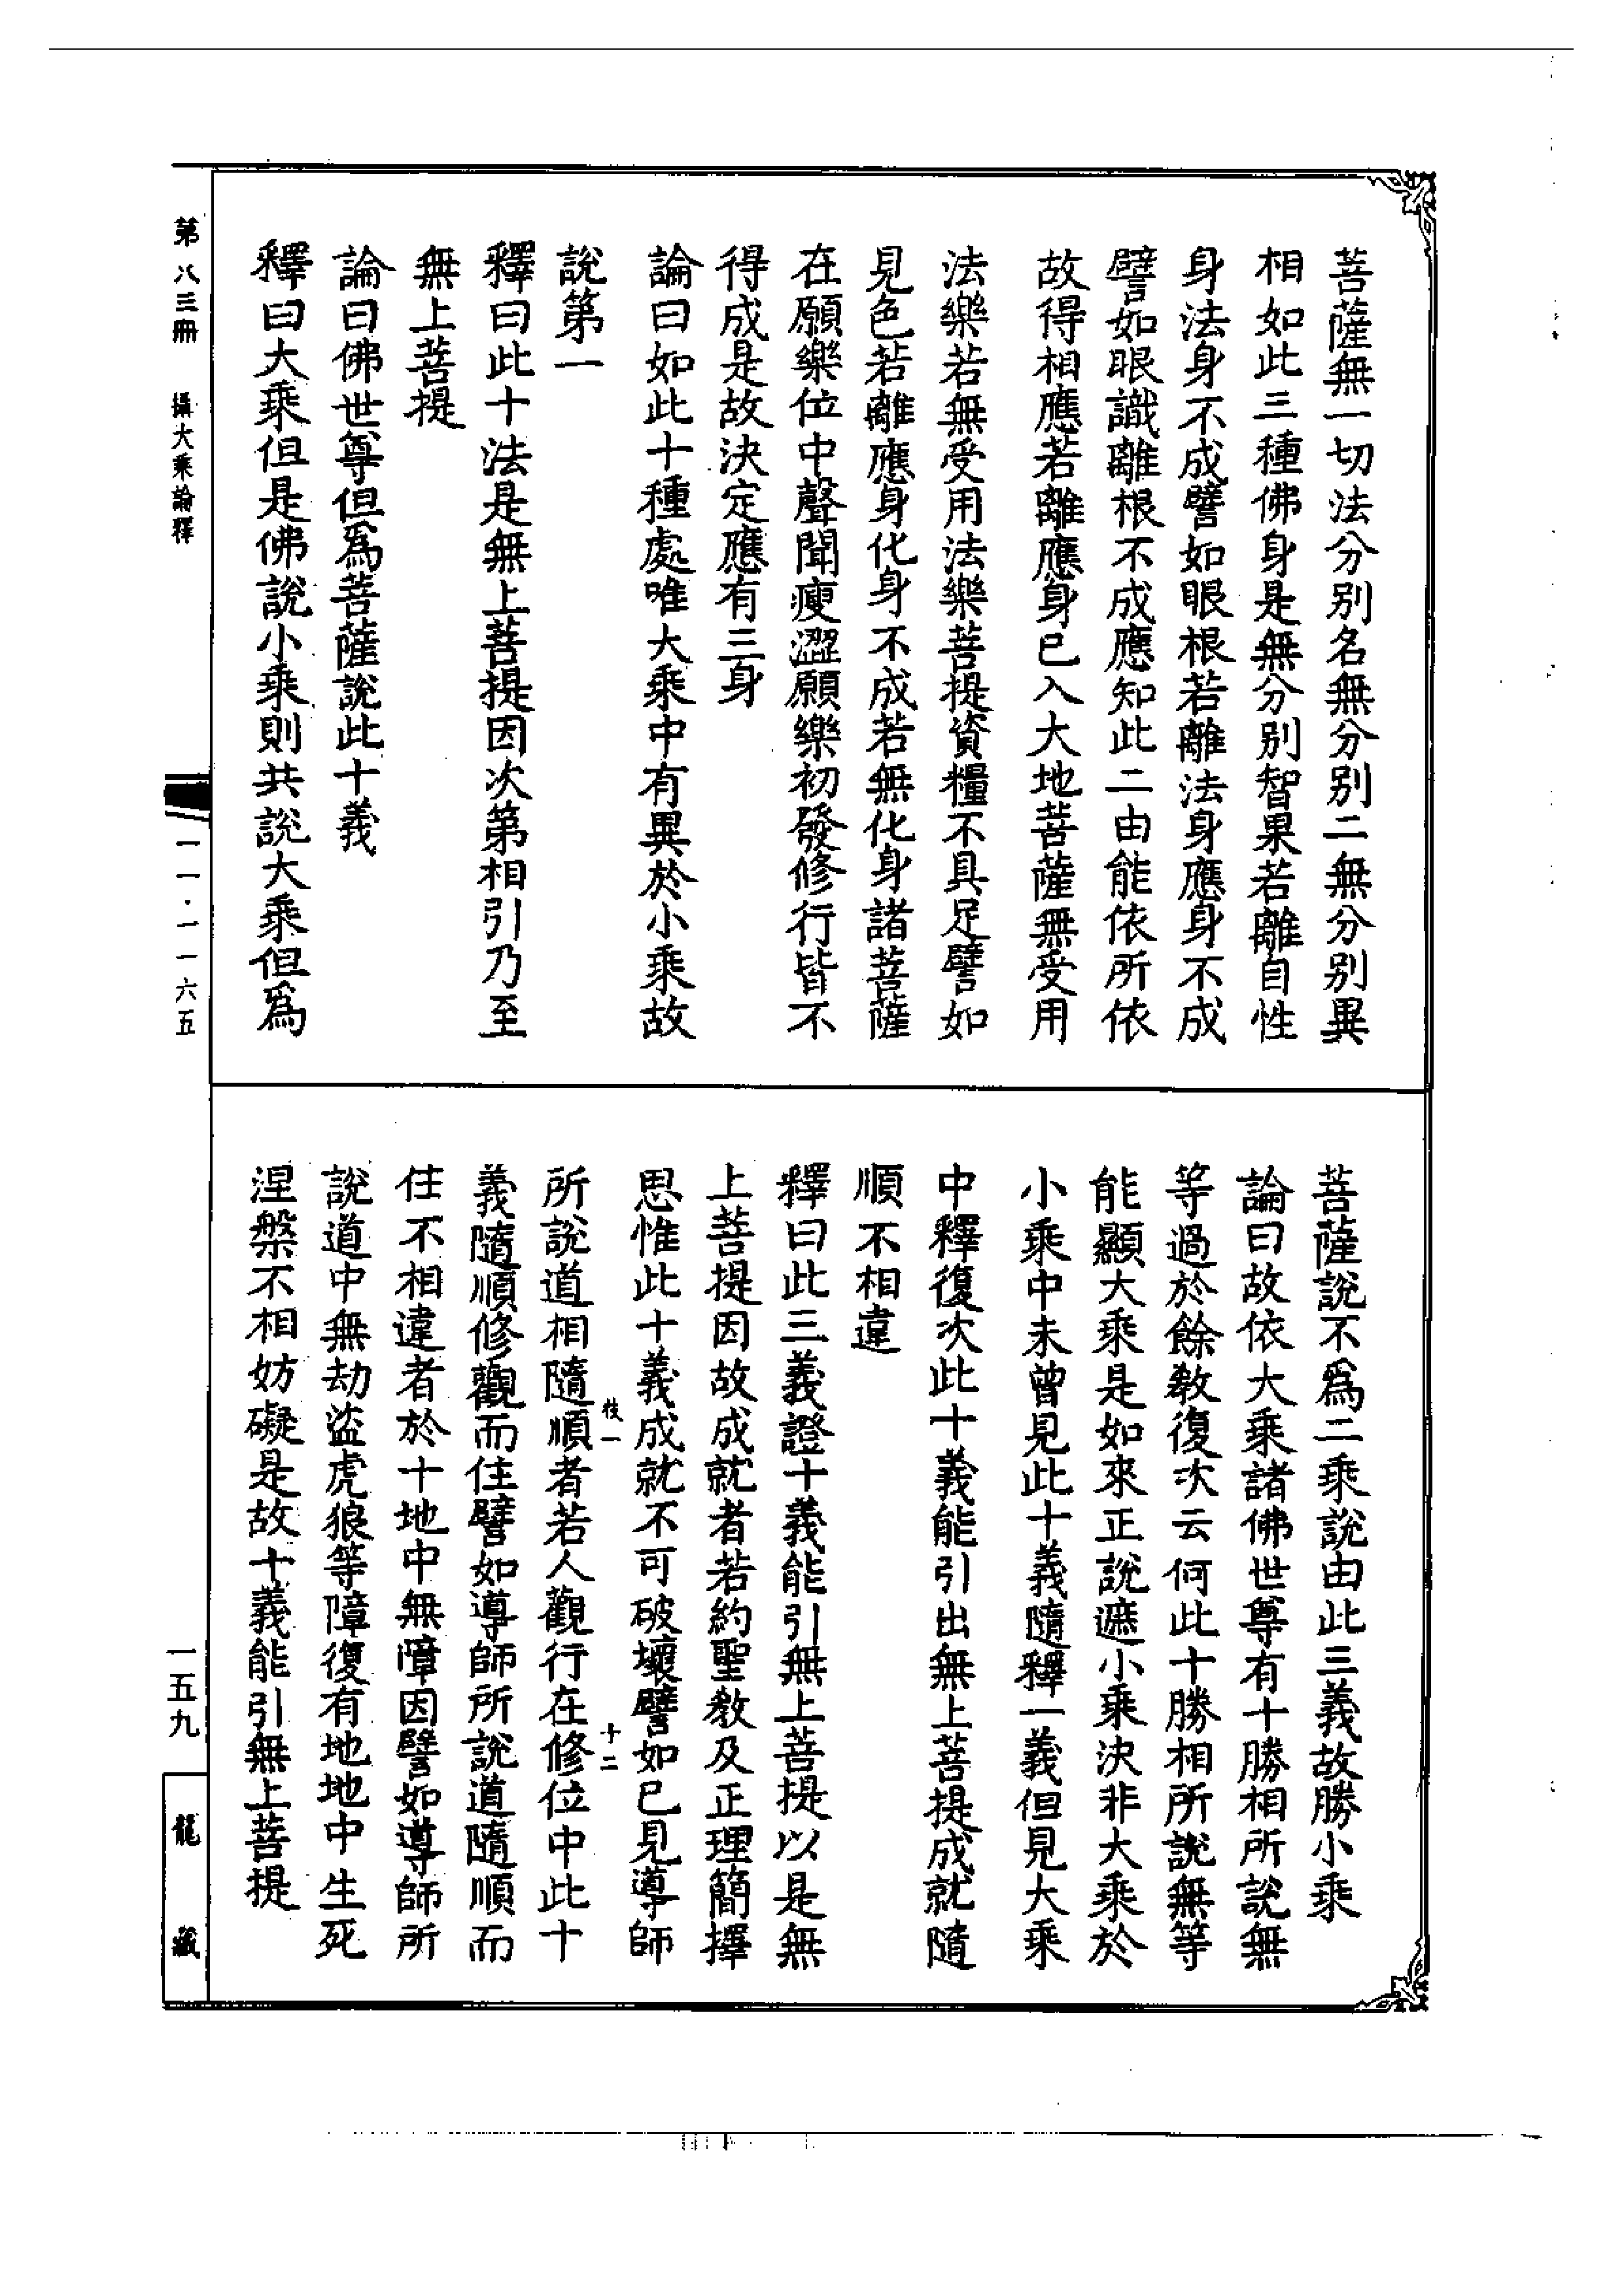 菩薩無一切法分別名無分別二無分別異
相如此三種佛身是無分別智果若離自性
身法身不成譬如眼根若離法身應身不成
譬如眼識離根不成應知此二由能依所依
故得相應若離應身已入大地菩薩無受用
法樂若無受用法樂菩提資糧不具足譬如
見色若離應身化身不成若無化身諸菩薩
在願樂位中聲聞瘦澀願樂初發修行皆不
得成是故決定應有三身
論曰如此十種處唯大乘中有異於小乘故
說第一
釋曰此十法是無上菩提因次第相引乃至
無上菩提
論曰佛世尊但為菩薩說此十義
釋曰大乘但是佛說小乘則共說大乘但為
菩薩說不為二乘說由此三義故勝小乘
論曰故依大乘諸佛世尊有十勝相所說無
等過於餘教復次云何此十勝相所說無等
能顯大乘是如來正說遮小乘決非大乘於
小乘中未曾見此十義隨釋一義但見大乘
中釋復次此十義能引出無上菩提成就隨
順不相違
釋曰此三義證十義能引無上菩提以是無
上菩提因故成就者若約聖教及正理簡擇
思惟此十義成就不可破壞譬如已見導師
所說道相隨順者若人觀行在修位中此十
義隨順修觀而住譬如導師所說道隨順而
住不相違者於十地中無障因譬如導師所
說道中無劫盜虎狼等障復有地地中生死
涅槃不相妨礙是故十義能引無上菩提
枝一
十二
第八三冊
攝大乘論釋
一一·一一六五
一五九
龍藏